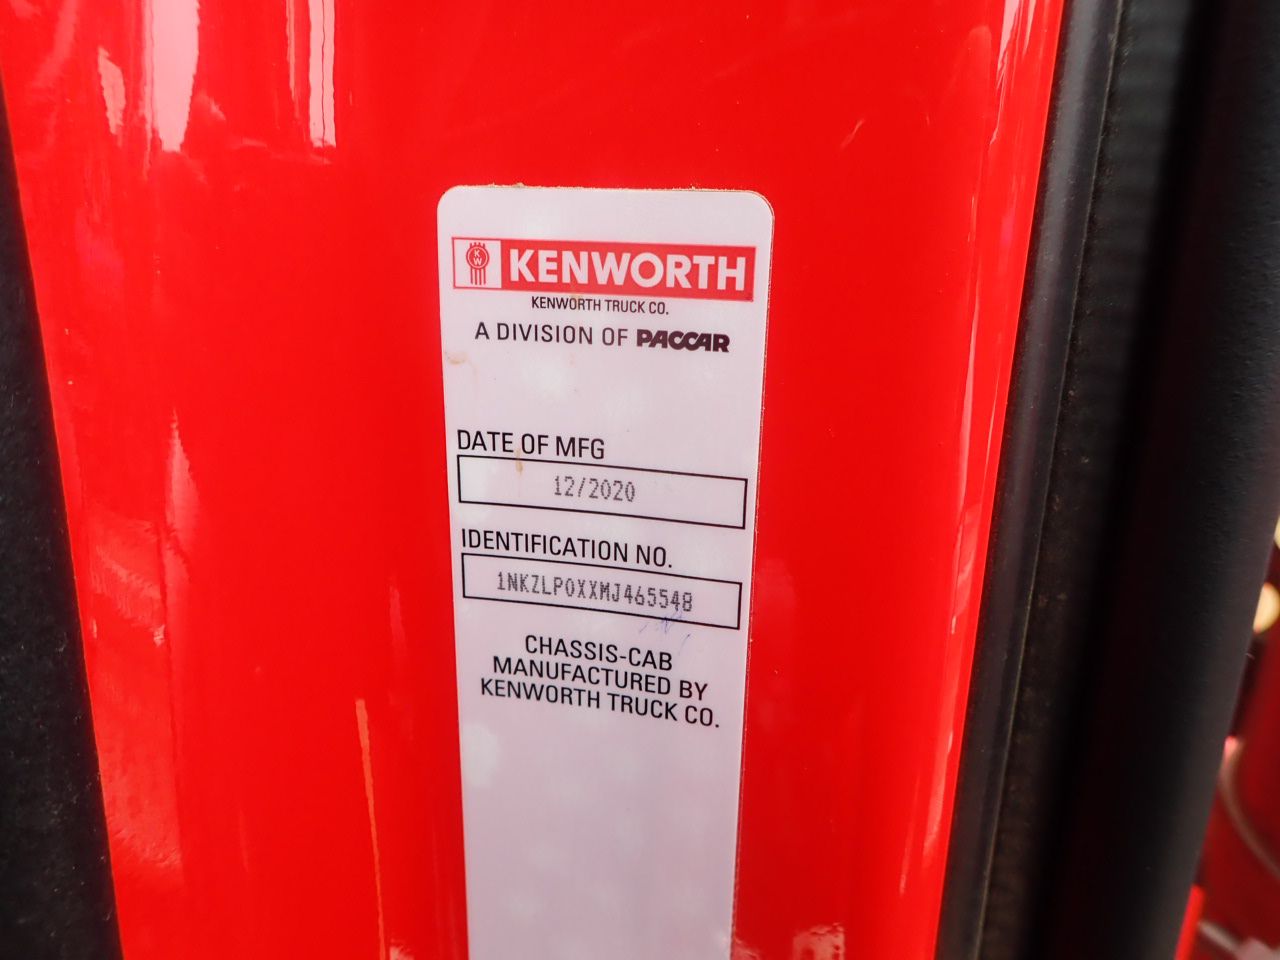 KW KENWORTH
KENWORTH TRUCK CO.
A DIVISION OF PACCAR
DATE OF MFG
12/2020
IDENTIFICATION NO.
1NKZLP0XXMJ465548
CHASSIS-CAB
MANUFACTURED BY
KENWORTH TRUCK CO.